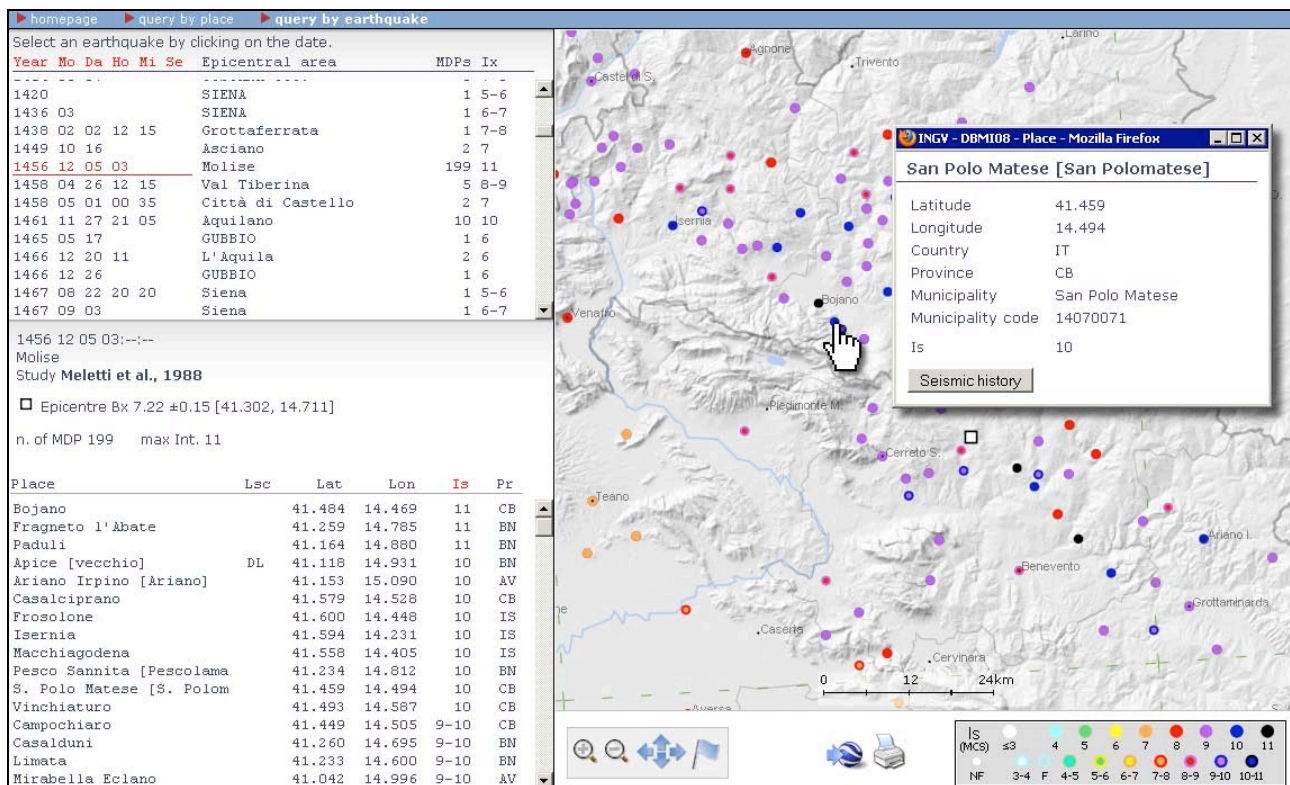 homepage query by place query by earthquake
Select an earthquake by clicking on the date.
Year Mo Da Ho Mi Se Epicentral area MDPs Ix
1420 SIENA 1 5-6
1436 03 SIENA 1 6-7
1438 02 02 12 15 Grottaferrata 1 7-8
1449 10 16 Asciano 2 7
1456 12 05 03 Molise 199 11
1458 04 26 12 15 Val Tiberina 5 8-9
1458 05 01 00 35 Città di Castello 2 7
1461 11 27 21 05 Aquilano 10 10
1465 05 17 GUBBIO 1 6
1466 12 20 11 L'Aquila 2 6
1466 12 26 GUBBIO 1 6
1467 08 22 20 20 Siena 1 5-6
1467 09 03 Siena 1 6-7
1456 12 05 03:--:--
Molise
Study Meletti et al., 1988
Epicentre Bx 7.22 ±0.15 [41.302, 14.711]
n. of MDP 199 max Int. 11
Place Lsc Lat Lon Is Pr
Bojano 41.484 14.469 11 CB
Fragneto l'Abate 41.259 14.785 11 BN
Paduli 41.164 14.880 11 BN
Apice [vecchio] DL 41.118 14.931 10 BN
Ariano Irpino [Ariano] 41.153 15.090 10 AV
Casalciprano 41.579 14.528 10 CB
Frosolone 41.600 14.448 10 IS
Isernia 41.594 14.231 10 IS
Macchiagodena 41.558 14.405 10 IS
Pesco Sannita [Pescolama 41.234 14.812 10 BN
S. Polo Matese [S. Polom 41.459 14.494 10 CB
Vinchiaturo 41.493 14.587 10 CB
Campochiaro 41.449 14.505 9-10 CB
Casalduni 41.260 14.695 9-10 BN
Limata 41.233 14.600 9-10 BN
Mirabella Eclano 41.042 14.996 9-10 AV
Larino
Agnone
Trivento
Castel di S.
Isernia
Bojano
Venafro
Piedimonte M.
Cerreto S.
Teano
Ariano I.
Benevento
Grottaminarda
Caserta
Cervinara
Aversa
0 12 24km
INGV - DBMI08 - Place - Mozilla Firefox
San Polo Matese [San Polomatese]
Latitude 41.459
Longitude 14.494
Country IT
Province CB
Municipality San Polo Matese
Municipality code 14070071
Is 10
Seismic history
Is (MCS) ≤3 4 5 6 7 8 9 10 11
NF 3-4 F 4-5 5-6 6-7 7-8 8-9 9-10 10-11